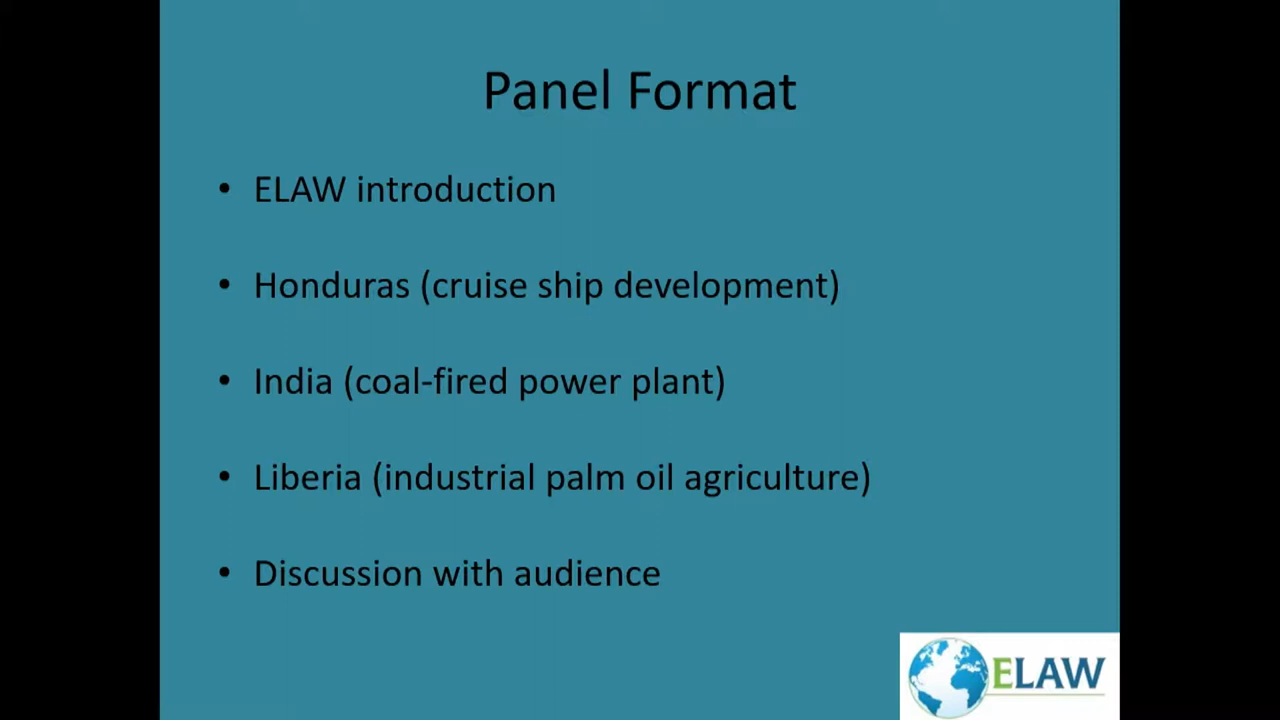 Panel Format
• ELAW introduction
• Honduras (cruise ship development)
• India (coal-fired power plant)
• Liberia (industrial palm oil agriculture)
• Discussion with audience
ELAW